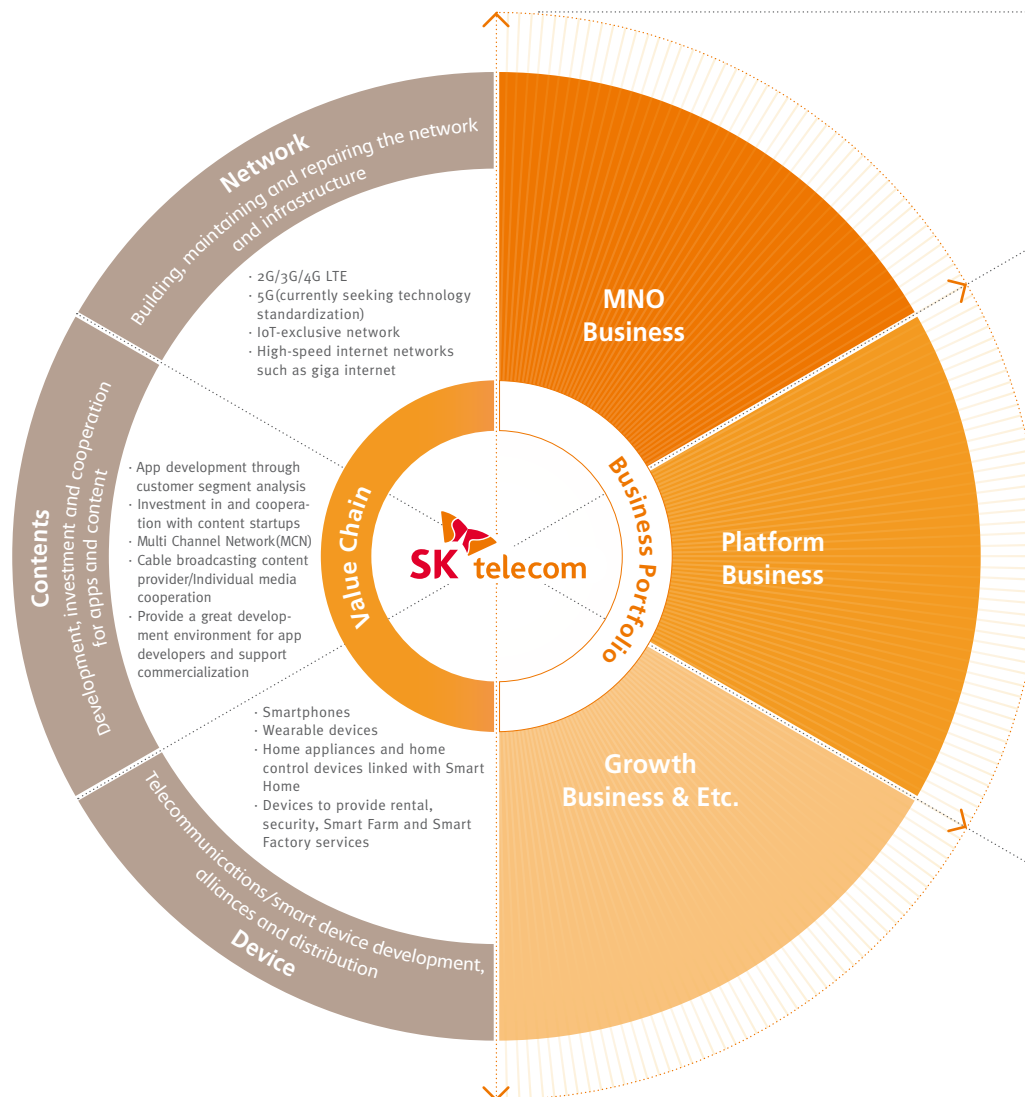 Network
Building, maintaining and repairing the network
and infrastructure
· 2G/3G/4G LTE
· 5G(currently seeking technology
standardization)
· IoT-exclusive network
· High-speed internet networks
such as giga internet
Contents
Development, investment and cooperation
for apps and content
· App development through
customer segment analysis
· Investment in and coopera-
tion with content startups
· Multi Channel Network(MCN)
· Cable broadcasting content
provider/Individual media
cooperation
· Provide a great develop-
ment environment for app
developers and support
commercialization
Telecommunications/smart device development,
alliances and distribution
Device
· Smartphones
· Wearable devices
· Home appliances and home
control devices linked with Smart
Home
· Devices to provide rental,
security, Smart Farm and Smart
Factory services
Value Chain
SK telecom
Business Portfolio
MNO
Business
Platform
Business
Growth
Business & Etc.